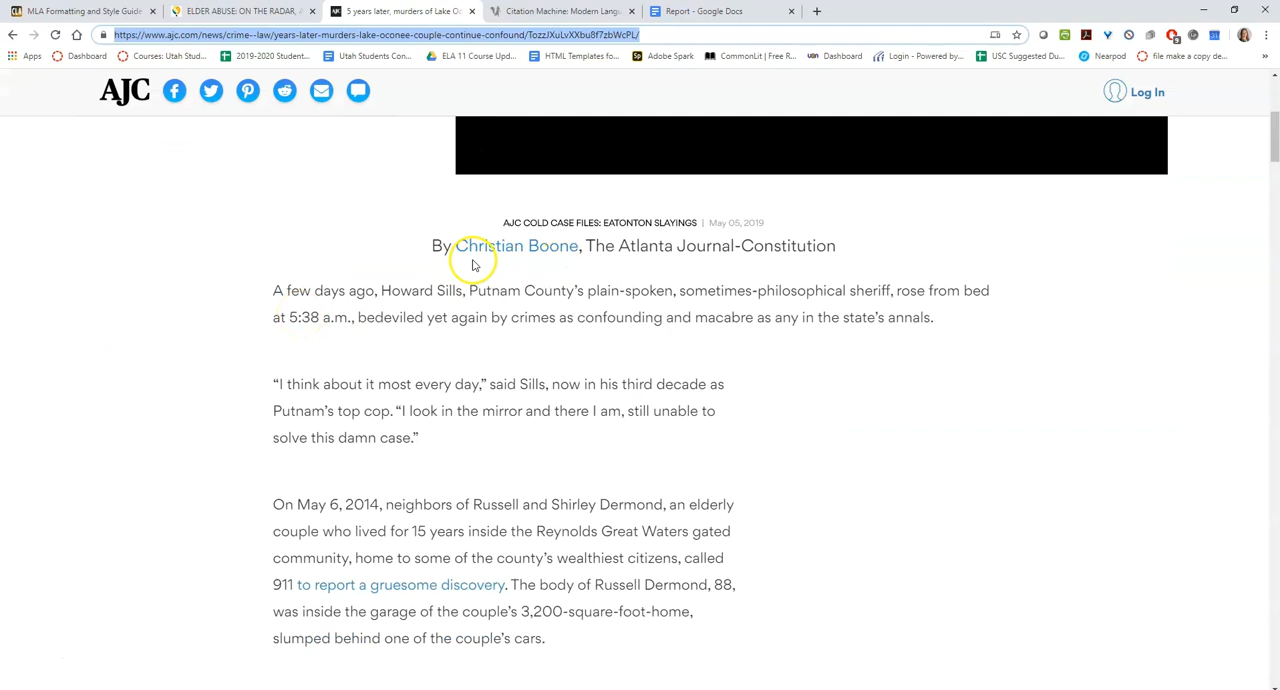 MLA Formatting and Style Guide
ELDER ABUSE: ON THE RADAR, A
5 years later, murders of Lake Oc
Citation Machine: Modern Langu
Report - Google Docs
https://www.ajc.com/news/crime--law/years-later-murders-lake-oconee-couple-continue-confound/TozzJXuLvXXbu8f7zbWcPL/
Apps
Dashboard
Courses: Utah Stud...
2019-2020 Student...
Utah Students Con...
ELA 11 Course Upd...
HTML Templates fo...
Adobe Spark
CommonLit | Free R...
Dashboard
Login - Powered by...
USC Suggested Du...
Nearpod
file make a copy de...
AJC
Log In
AJC COLD CASE FILES: EATONTON SLAYINGS | May 05, 2019
By Christian Boone, The Atlanta Journal-Constitution
A few days ago, Howard Sills, Putnam County's plain-spoken, sometimes-philosophical sheriff, rose from bed
at 5:38 a.m., bedeviled yet again by crimes as confounding and macabre as any in the state's annals.
“I think about it most every day,” said Sills, now in his third decade as
Putnam's top cop. “I look in the mirror and there I am, still unable to
solve this damn case.”
On May 6, 2014, neighbors of Russell and Shirley Dermond, an elderly
couple who lived for 15 years inside the Reynolds Great Waters gated
community, home to some of the county's wealthiest citizens, called
911 to report a gruesome discovery. The body of Russell Dermond, 88,
was inside the garage of the couple's 3,200-square-foot-home,
slumped behind one of the couple's cars.